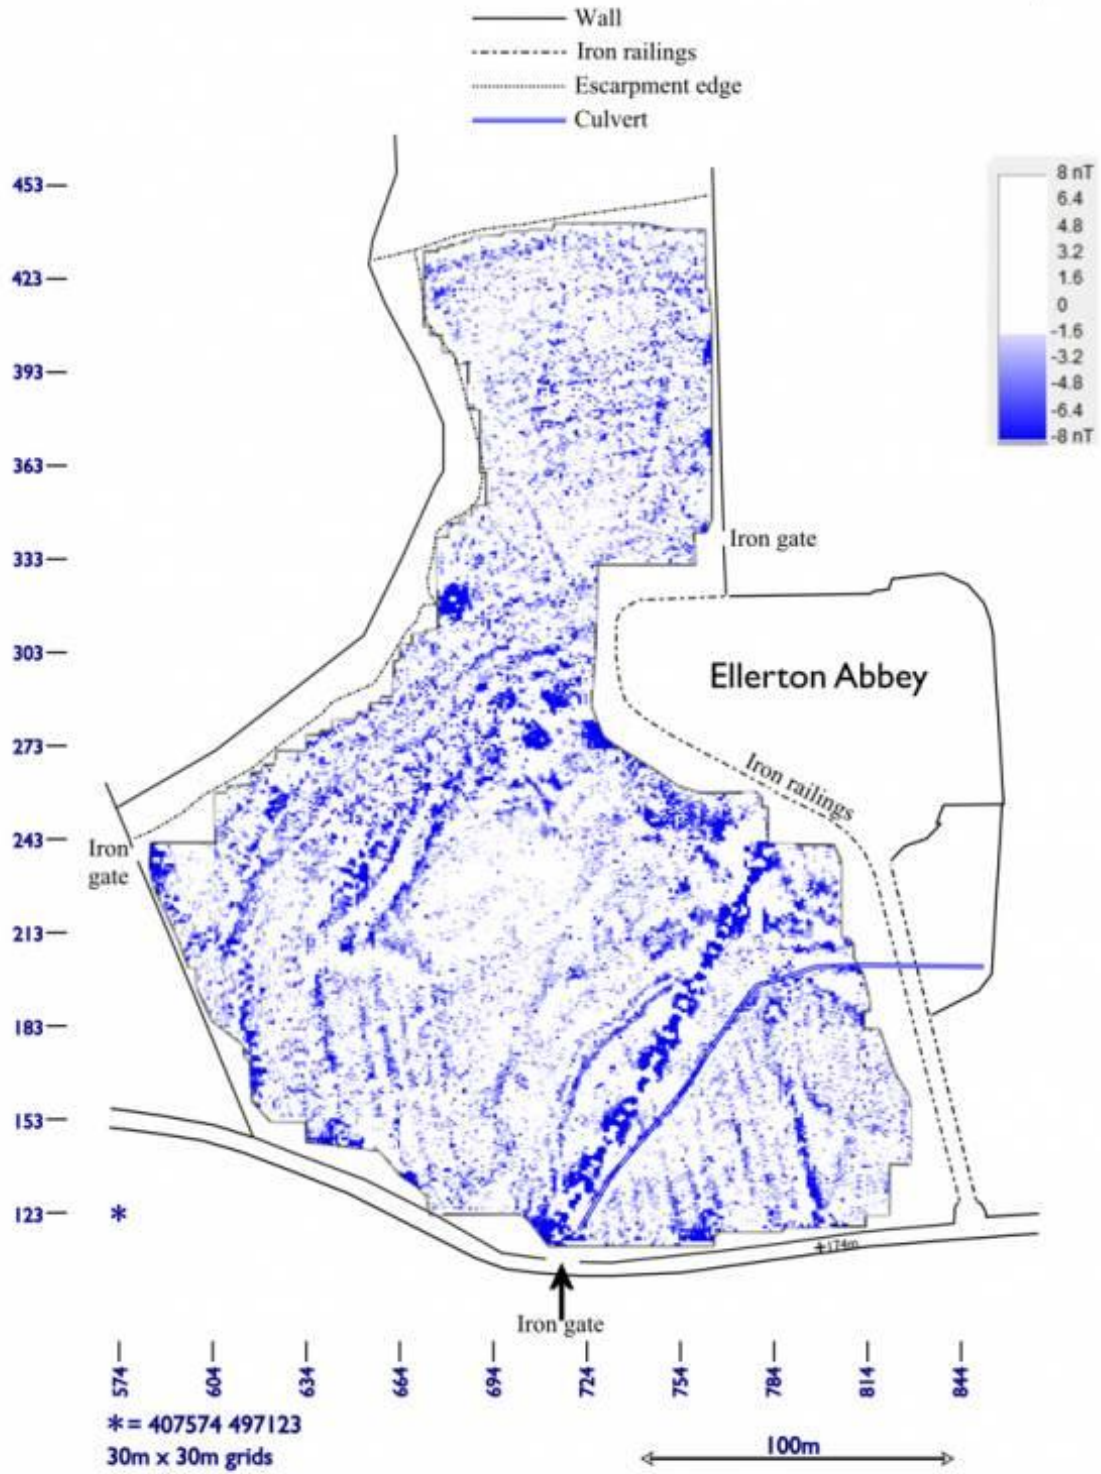 Wall
Iron railings
Escarpment edge
Culvert
8 nT
6.4
4.8
3.2
1.6
0
-1.6
-3.2
-4.8
-6.4
-8 nT
453
423
393
363
333
303
273
243
213
183
153
123
Iron gate
Ellerton Abbey
Iron railings
Iron
gate
*
+174m
Iron gate
574
604
634
664
694
724
754
784
814
844
*= 407574 497123
30m x 30m grids
100m